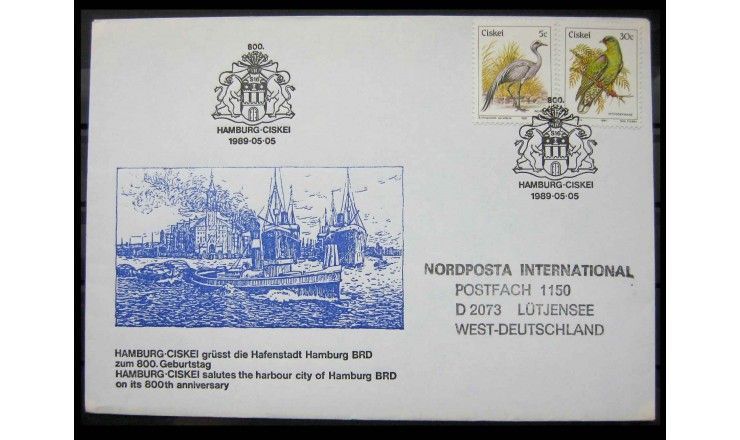 800.
HAMBURG-CISKEI
1989-05-05
Ciskei 5c
Ciskei 30c
800.
HAMBURG-CISKEI
1989-05-05
NORDPOSTA INTERNATIONAL
POSTFACH 1150
D 2073 LÜTJENSEE
WEST-DEUTSCHLAND
HAMBURG-CISKEI grüsst die Hafenstadt Hamburg BRD
zum 800. Geburtstag
HAMBURG-CISKEI salutes the harbour city of Hamburg BRD
on its 800th anniversary